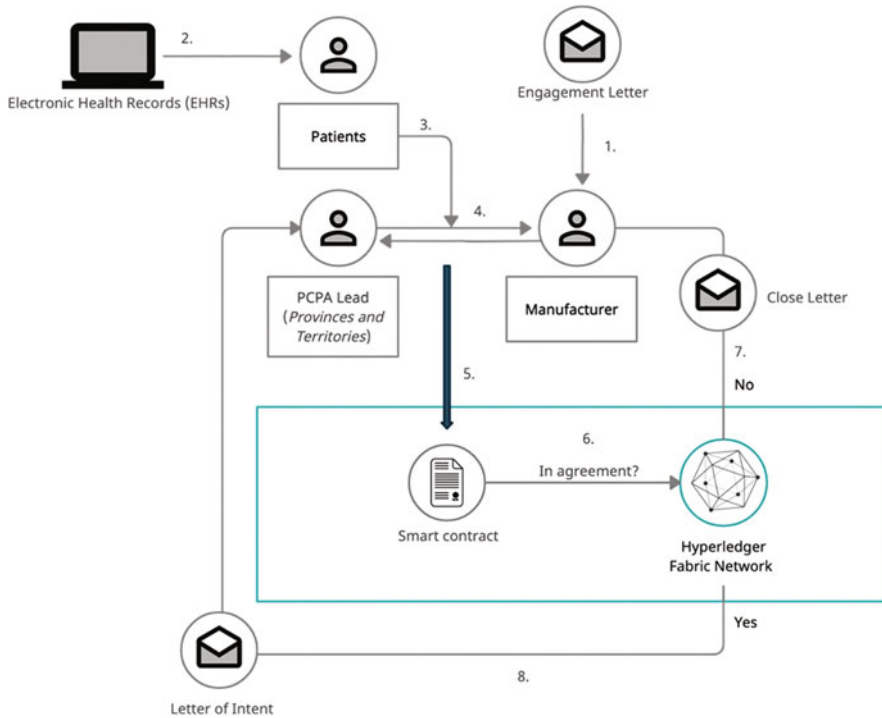 2.
Electronic Health Records (EHRs)
Engagement Letter
3.
Patients
1.
4.
PCPA Lead
(Provinces and
Territories)
Manufacturer
Close Letter
7.
5.
No
6.
In agreement?
Smart contract
Hyperledger
Fabric Network
Yes
8.
Letter of Intent